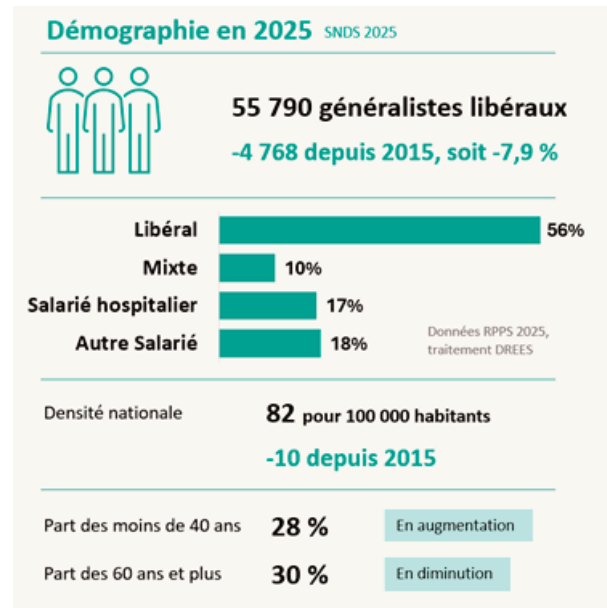 Démographie en 2025 SNDS 2025
55 790 généralistes libéraux
-4 768 depuis 2015, soit -7,9 %
Libéral 56%
Mixte 10%
Salarié hospitalier 17%
Autre Salarié 18%
Données RPPS 2025,
traitement DREES
Densité nationale 82 pour 100 000 habitants
-10 depuis 2015
Part des moins de 40 ans 28 % En augmentation
Part des 60 ans et plus 30 % En diminution